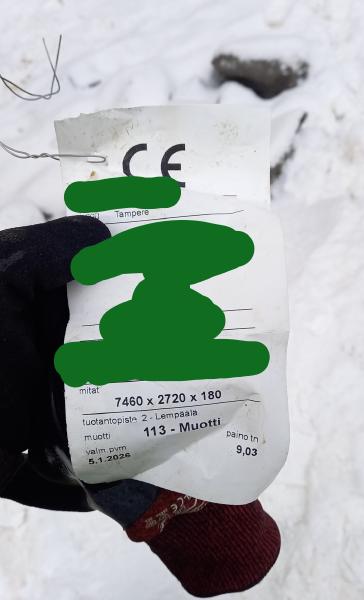 CE
Tampere
mitat
7460 x 2720 x 180
tuotantopiste 2 - Lempäälä
muotti 113 - Muotti paino tn
valm.pvm 9,03
5.1.2026